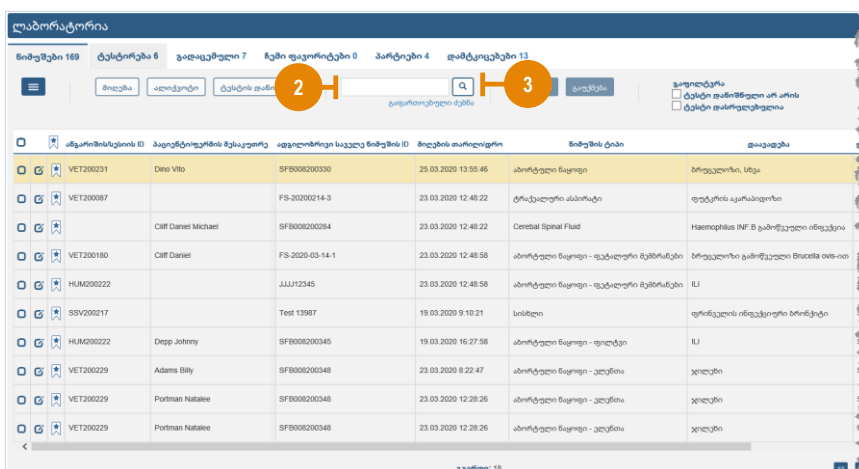 ლაბორატორია
ნიმუშები 169 ტესტირება 6 გადაცემული 7 ჩემი ფავორიტები 0 პარტიები 4 დამტკიცებები 13
მიღება ალიქვოტი ტესტის 2 3 გაუქმება
გაფართოებული ძებნა
გაფილტვრა
ტესტი დანიშნული არ არის
ტესტი დასრულებულია
ანგარიშის/სესიის ID პაციენტი/ფერმის მესაკუთრე ადგილობრივი საველე ნიმუშის ID მიღების თარიღი/დრო ნიმუშის ტიპი დაავადება
VET200231 Dino Vito SFB008200330 25.03.2020 13:55:46 აბორტული ნაყოფი ბრუცელოზი, სხვა
VET200087 FS-20200214-3 23.03.2020 12:48:22 ტრაქეალური ასპირატი ფუტკრის აკარაპიდოზი
Cliff Daniel Michael SFB008200284 23.03.2020 12:48:22 Cerebal Spinal Fluid Haemophilus INF.B გამოწვეული ინფექცია
VET200180 Cliff Daniel FS-2020-03-14-1 23.03.2020 12:48:58 აბორტული ნაყოფი - ფეტალური მემბრანები ბრუცელოზი გამოწვეული Brucella ovis-ით
HUM200222 JJJJ12345 23.03.2020 12:48:58 აბორტული ნაყოფი - ფეტალური მემბრანები ILI
SSV200217 Test 13987 19.03.2020 9:10:21 სისხლი ფრინველის ინფექციური ბრონქიტი
HUM200222 Depp Johnny SFB008200345 19.03.2020 16:27:58 აბორტული ნაყოფი - ფილტვი ILI
VET200229 Adams Billy SFB008200348 23.03.2020 8:22:47 აბორტული ნაყოფი - ელენთა ჯილეხი
VET200229 Portman Natalee SFB008200348 23.03.2020 12:28:26 აბორტული ნაყოფი - ელენთა ჯილეხი
VET200229 Portman Natalee SFB008200348 23.03.2020 12:28:26 აბორტული ნაყოფი - ელენთა ჯილეხი